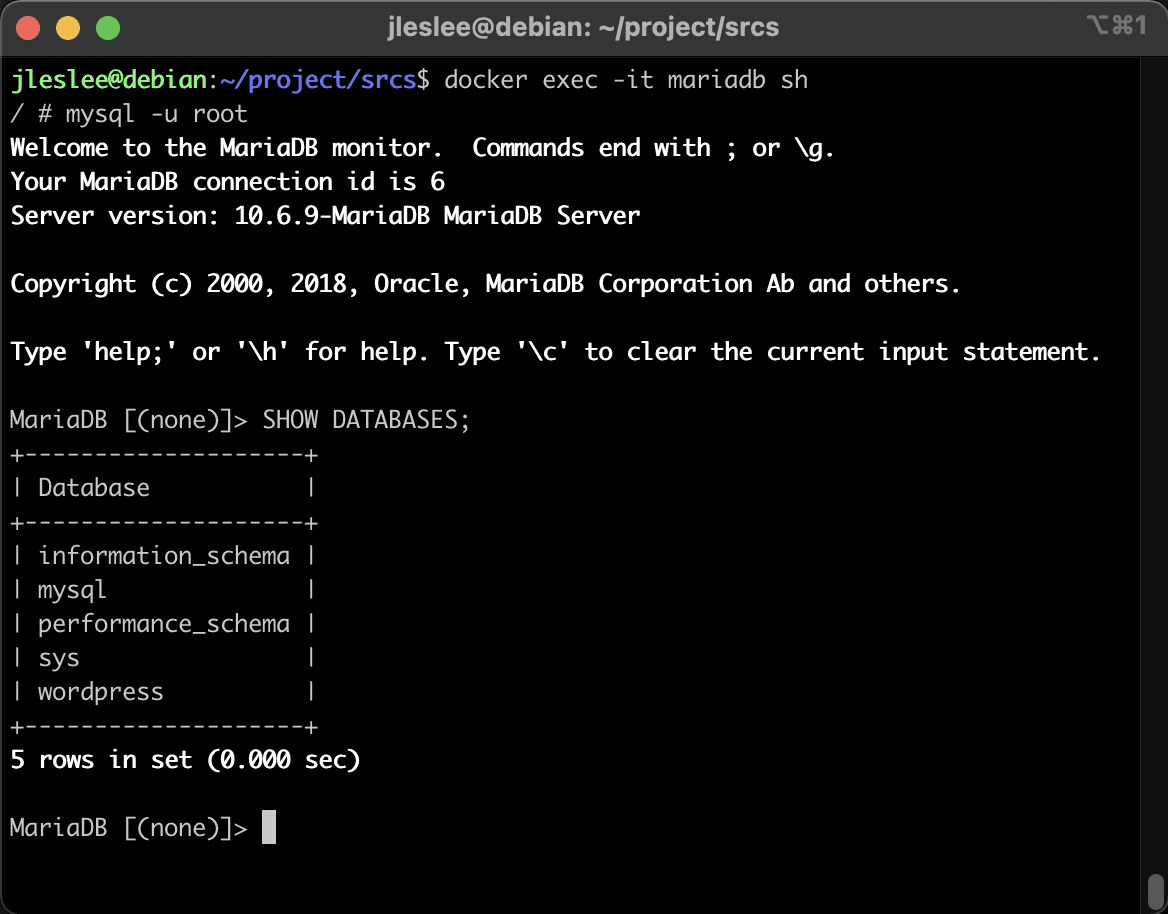 jleslee@debian: ~/project/srcs ⌥⌘1
jleslee@debian:~/project/srcs$ docker exec -it mariadb sh
/ # mysql -u root
Welcome to the MariaDB monitor.  Commands end with ; or \g.
Your MariaDB connection id is 6
Server version: 10.6.9-MariaDB MariaDB Server

Copyright (c) 2000, 2018, Oracle, MariaDB Corporation Ab and others.

Type 'help;' or '\h' for help. Type '\c' to clear the current input statement.

MariaDB [(none)]> SHOW DATABASES;
+--------------------+
| Database           |
+--------------------+
| information_schema |
| mysql              |
| performance_schema |
| sys                |
| wordpress          |
+--------------------+
5 rows in set (0.000 sec)

MariaDB [(none)]>